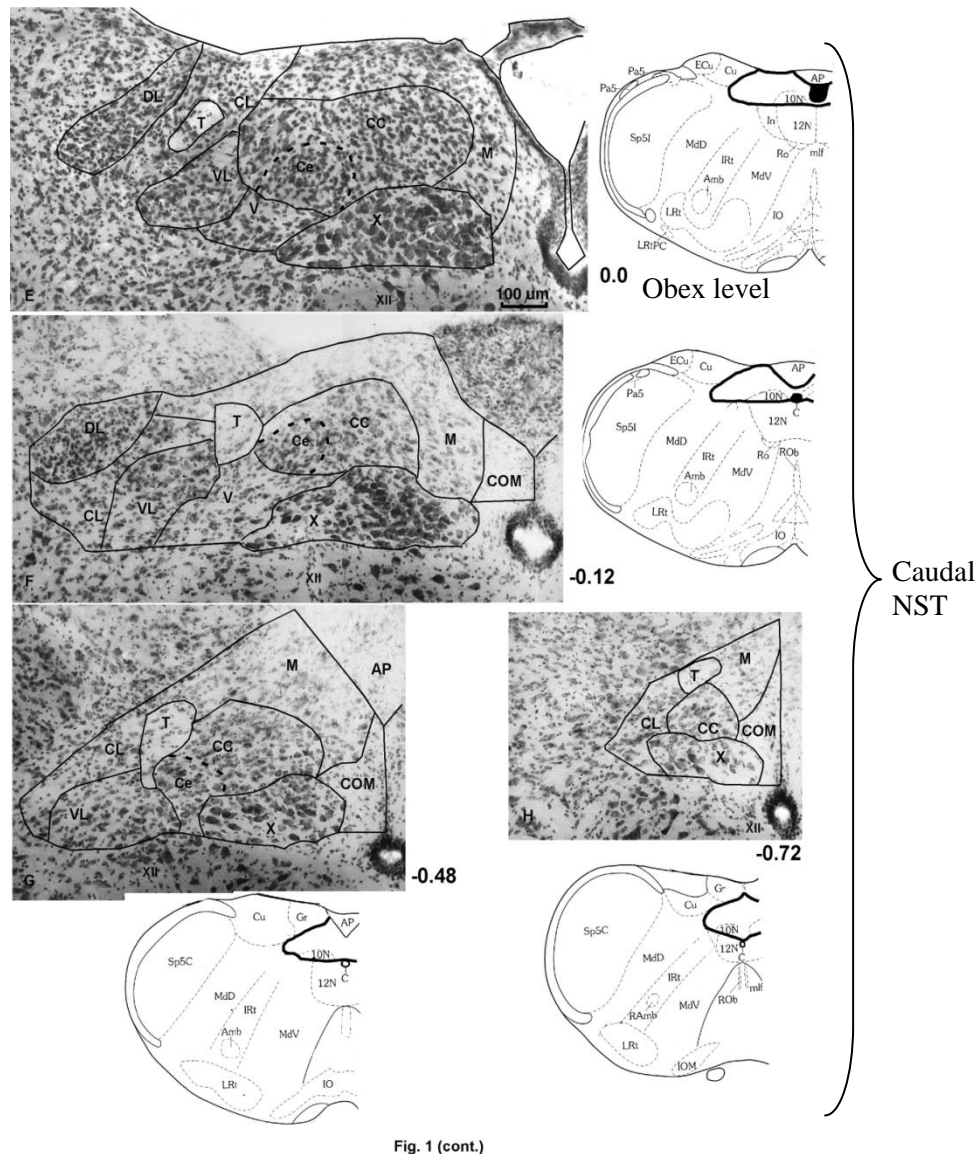 DL
T
CL
CC
Ce
VL
V
M
X
E
XII
100 µm
Pa5
Pa5
ECu
Cu
AP
10N
In
12N
Sp5I
MdD
IRt
Ro
mlf
Amb
MdV
LRt
IO
LRtPC
0.0
Obex level
DL
T
Ce
CC
M
COM
CL
VL
V
X
F
XII
-0.12
ECu
Cu
AP
Pa5
10N
C
12N
Sp5I
MdD
IRt
Ro
ROb
Amb
MdV
LRt
IO
Caudal
NST
M
AP
T
CL
CC
Ce
COM
VL
X
G
XII
-0.48
M
T
CL
CC
COM
X
H
XII
-0.72
Cu
Gr
AP
Sp5C
10N
C
12N
MdD
IRt
Amb
MdV
LRt
IO
Gr
Cu
Sp5C
10N
12N
C
MdD
IRt
MdV
ROb
mlf
RAmb
LRt
IOM
Fig. 1 (cont.)